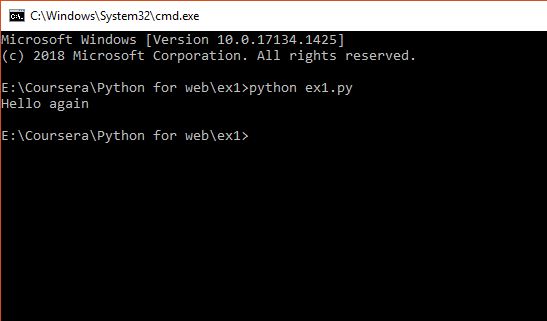 C:\Windows\System32\cmd.exe
Microsoft Windows [Version 10.0.17134.1425]
(c) 2018 Microsoft Corporation. All rights reserved.
E:\Coursera\Python for web\ex1>python ex1.py
Hello again
E:\Coursera\Python for web\ex1>